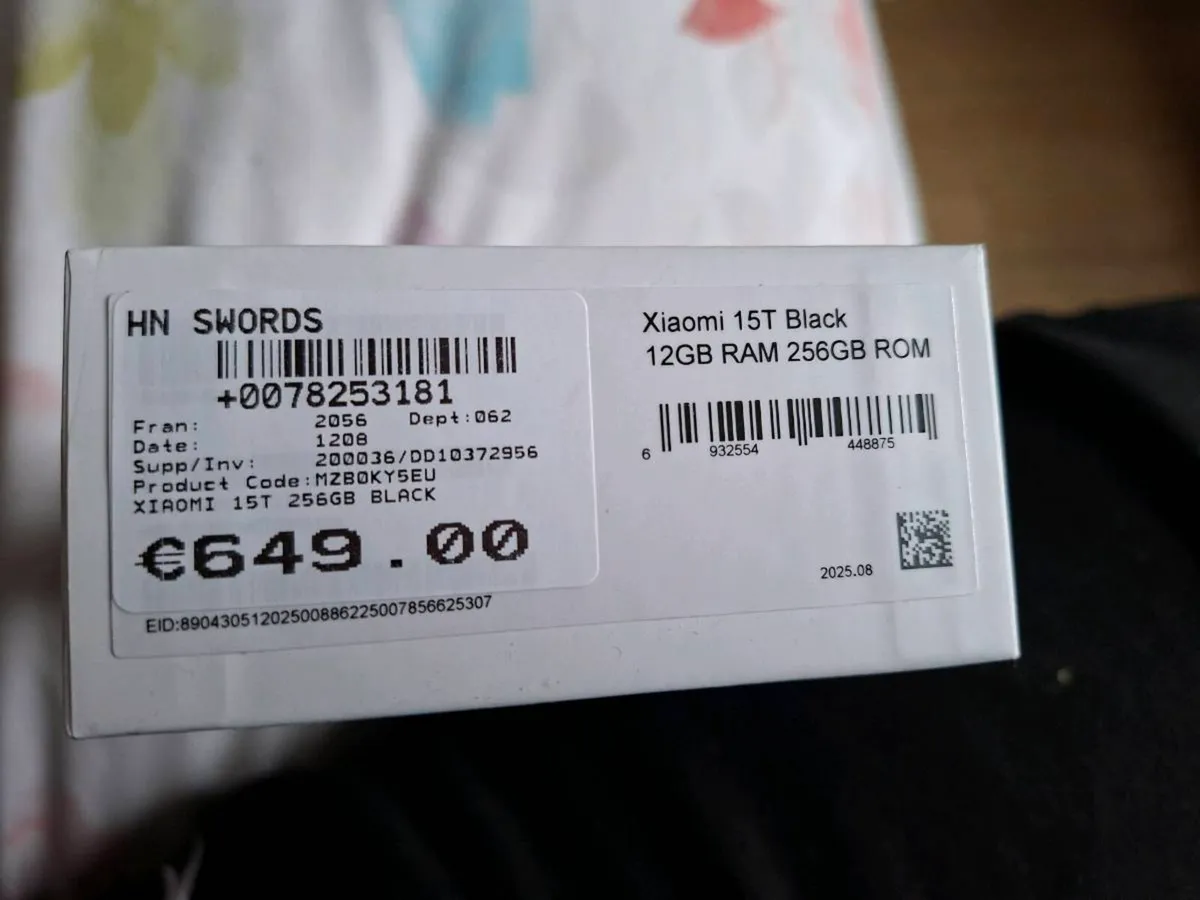 HN SWORDS
+0078253181
Fran: 2056 Dept:062
Date: 1208
Supp/Inv: 200036/DD10372956
Product Code:MZB0KY5EU
XIAOMI 15T 256GB BLACK
€649.00
EID:89043051202500886225007856625307
Xiaomi 15T Black
12GB RAM 256GB ROM
6 932554 448875
2025.08